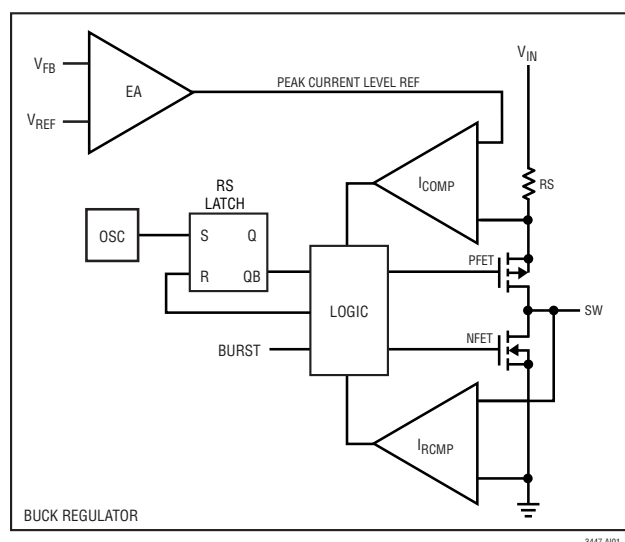 V_FB
V_REF
EA
PEAK CURRENT LEVEL REF
V_IN
I_COMP
RS
RS
LATCH
OSC
S
Q
R
QB
PFET
LOGIC
SW
BURST
NFET
I_RCMP
BUCK REGULATOR
3447 AI01